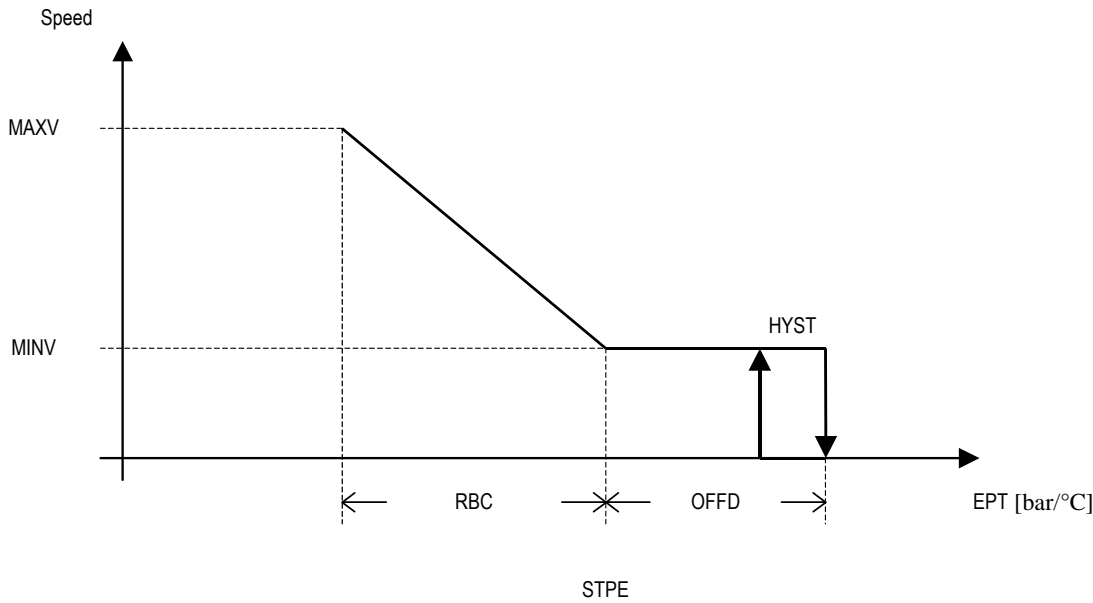 Speed
MAXV
MINV
HYST
RBC
OFFD
EPT [bar/°C]
STPE